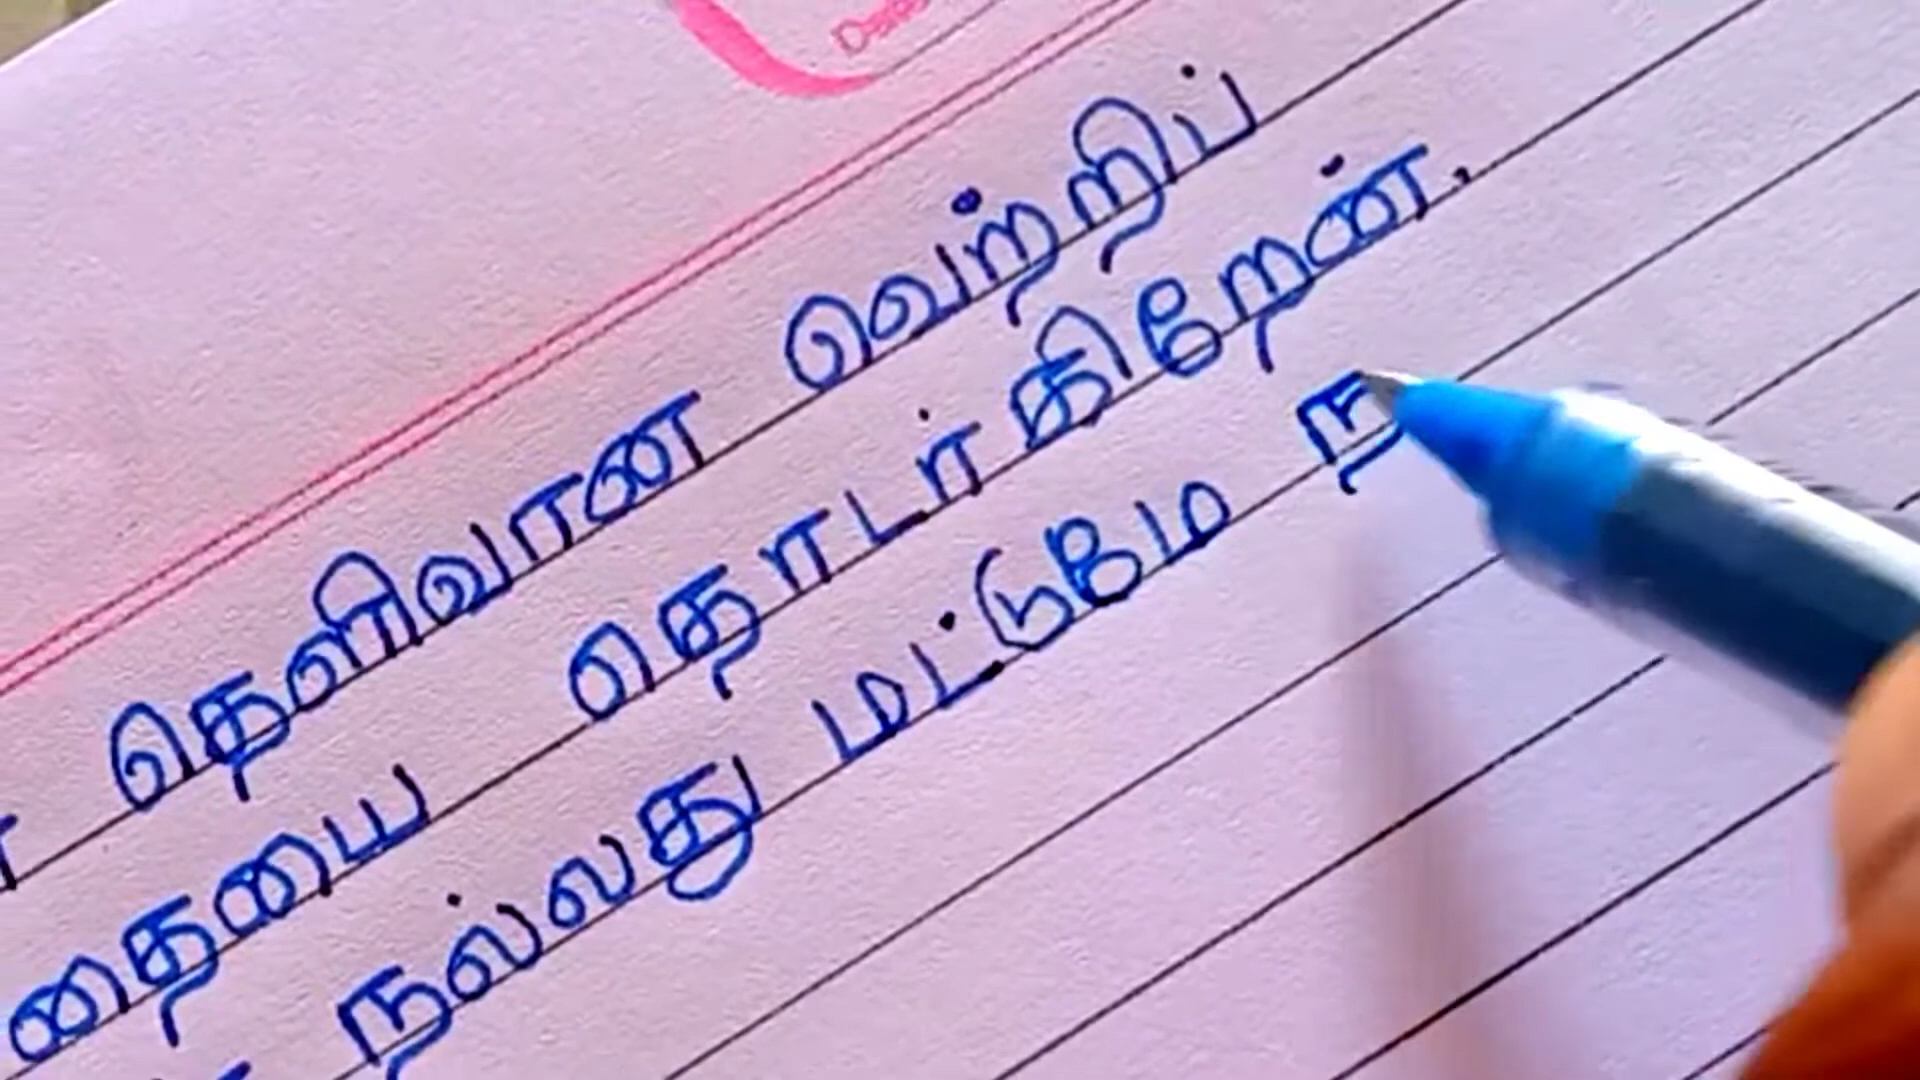 தெளிவான வெற்றிப்
தையை தொடர்கிறேன்.
நல்லது மட்டுமே ந